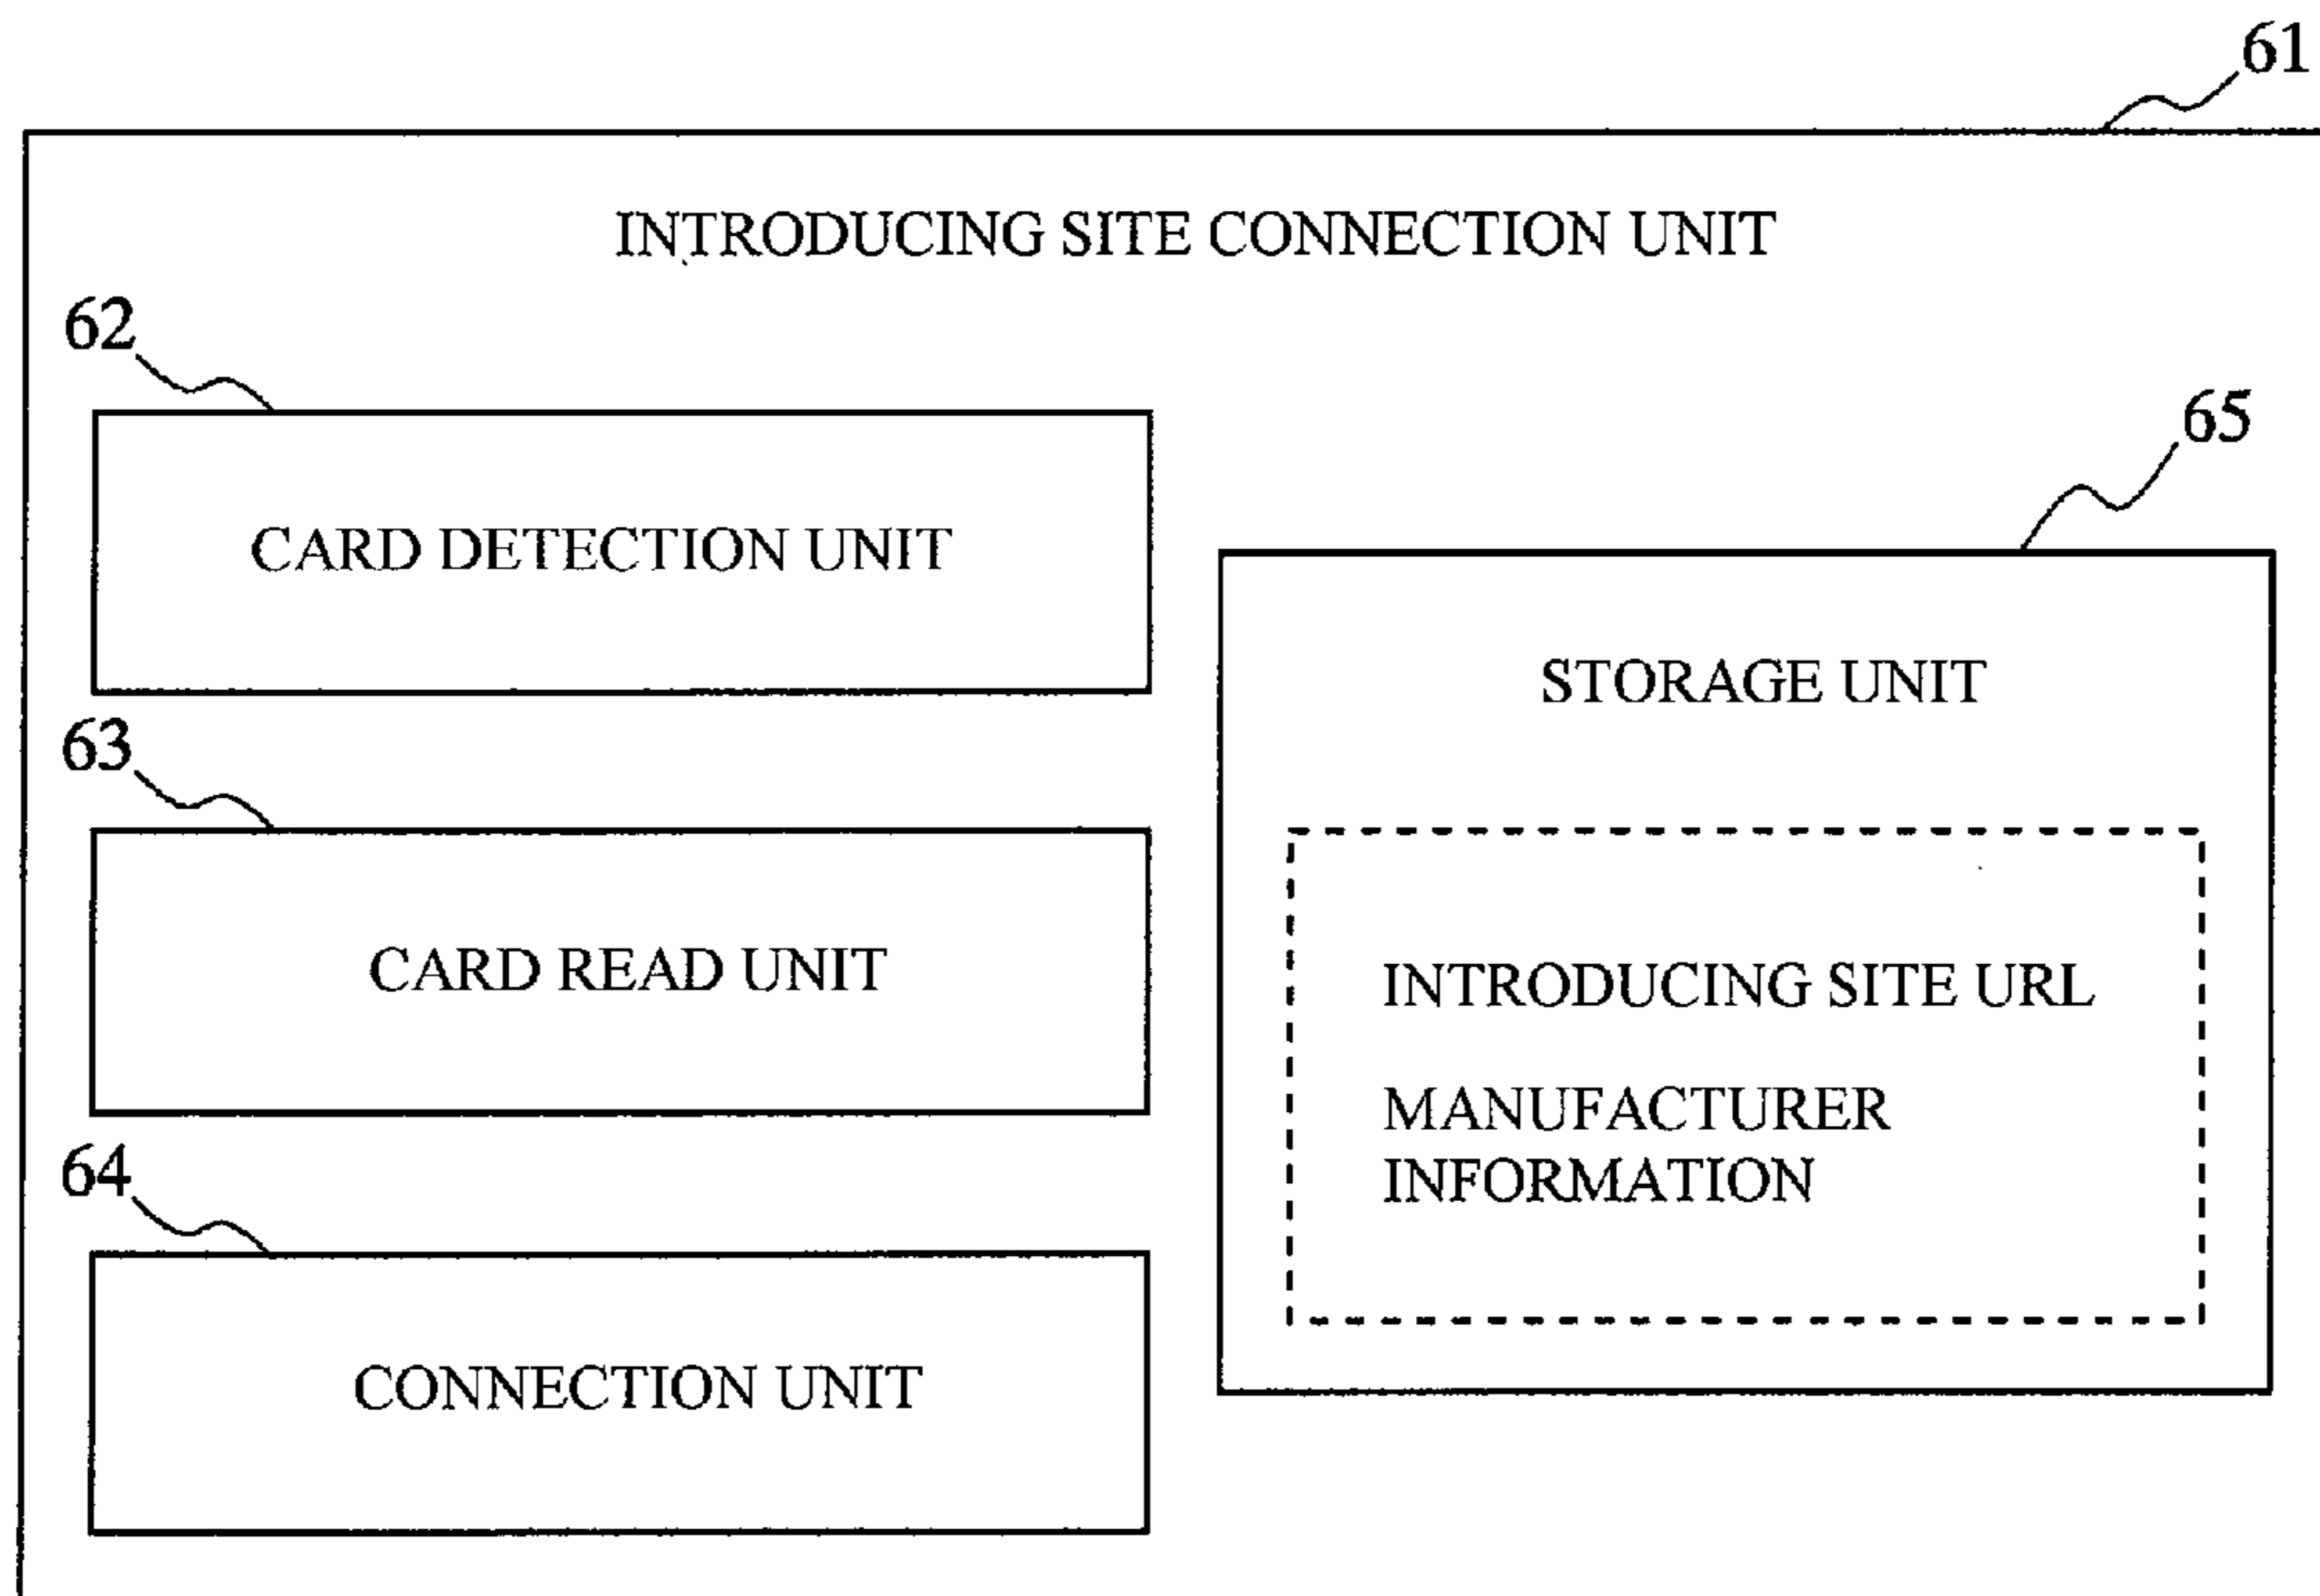 61
INTRODUCING SITE CONNECTION UNIT
62
CARD DETECTION UNIT
63
CARD READ UNIT
64
CONNECTION UNIT
65
STORAGE UNIT
INTRODUCING SITE URL
MANUFACTURER
INFORMATION